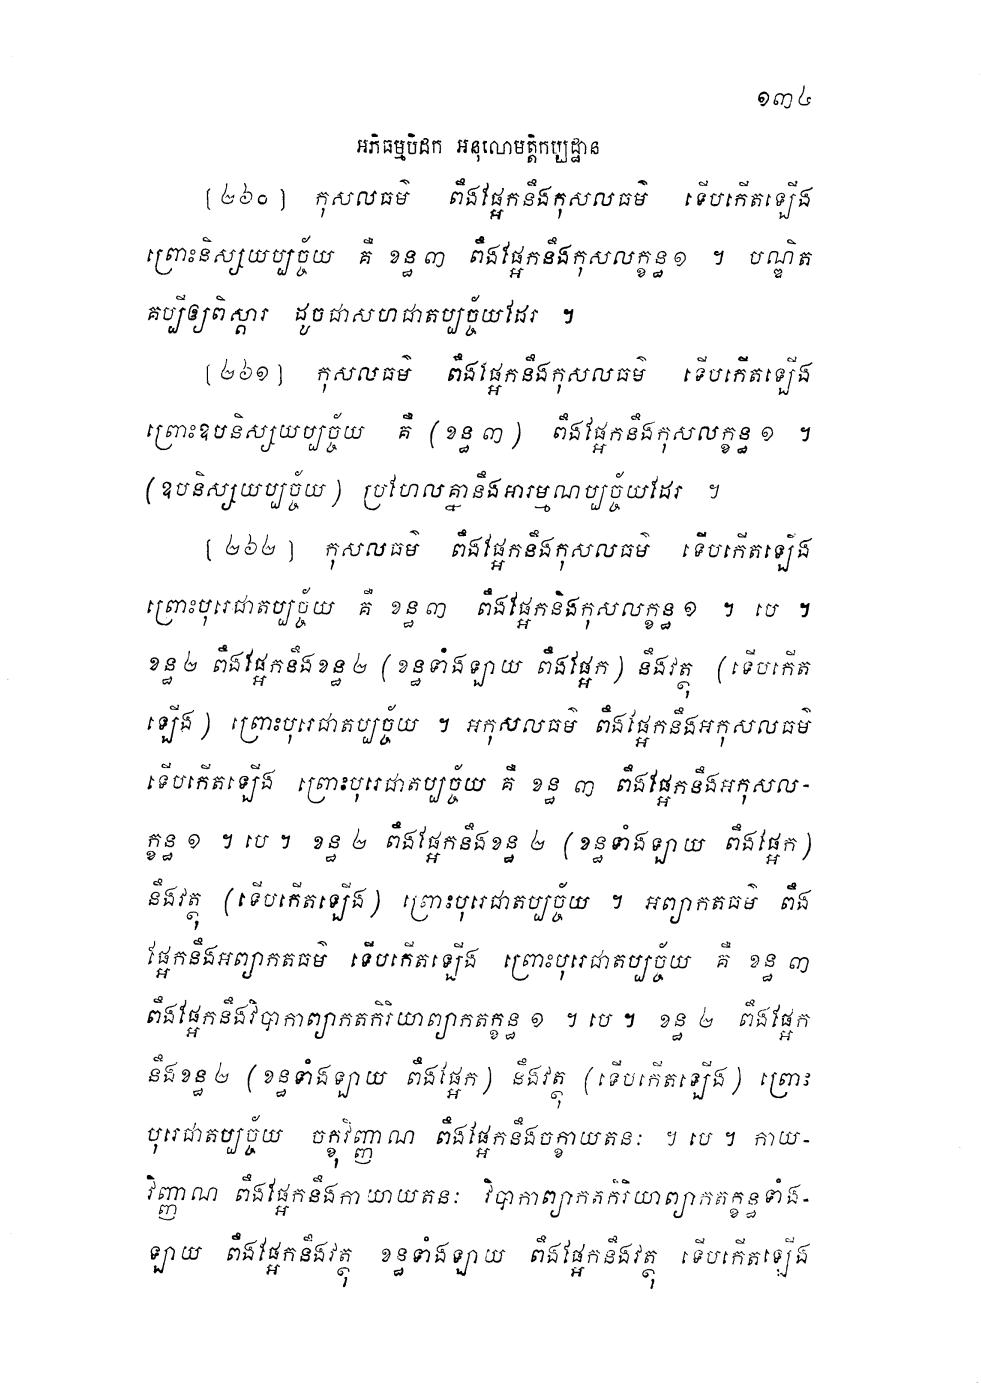 ១៣៤
អភិធម្មបិដក អនុលោមត្តិកប្បដ្ឋាន
[២៦០] កុសលធម៌ ពឹងផ្អែកនឹងកុសលធម៌ ទើបកើតឡើង
ព្រោះនិស្សយប្បច្ច័យ គឺ ខន្ធ ៣ ពឹងផ្អែកនឹងកុសលក្ខន្ធ ១ ។ បណ្ឌិត
គប្បីឲ្យពិស្តារ ដូចជាសហជាតប្បច្ច័យដែរ ។
[២៦១] កុសលធម៌ ពឹងផ្អែកនឹងកុសលធម៌ ទើបកើតឡើង
ព្រោះឧបនិស្សយប្បច្ច័យ គឺ (ខន្ធ ៣) ពឹងផ្អែកនឹងកុសលក្ខន្ធ ១ ។
(ឧបនិស្សយប្បច្ច័យ) ប្រហែលគ្នានឹងអារម្មណប្បច្ច័យដែរ ។
[២៦២] កុសលធម៌ ពឹងផ្អែកនឹងកុសលធម៌ ទើបកើតឡើង
ព្រោះបុរេជាតប្បច្ច័យ គឺ ខន្ធ ៣ ពឹងផ្អែកនិងកុសលក្ខន្ធ ១ ។ បេ ។
ខន្ធ ២ ពឹងផ្អែកនឹងខន្ធ ២ (ខន្ធទាំងឡាយ ពឹងផ្អែក) នឹងវត្ថុ (ទើបកើត
ឡើង) ព្រោះបុរេជាតប្បច្ច័យ ។ អកុសលធម៌ ពឹងផ្អែកនឹងអកុសលធម៌
ទើបកើតឡើង ព្រោះបុរេជាតប្បច្ច័យ គឺ ខន្ធ ៣ ពឹងផ្អែកនឹងអកុសល-
ក្ខន្ធ ១ ។ បេ ។ ខន្ធ ២ ពឹងផ្អែកនឹងខន្ធ ២ (ខន្ធទាំងឡាយ ពឹងផ្អែក)
នឹងវត្ថុ (ទើបកើតឡើង) ព្រោះបុរេជាតប្បច្ច័យ ។ អព្យាកតធម៌ ពឹង
ផ្អែកនឹងអព្យាកតធម៌ ទើបកើតឡើង ព្រោះបុរេជាតប្បច្ច័យ គឺ ខន្ធ ៣
ពឹងផ្អែកនឹងវិបាកាព្យាកតកិរិយាព្យាកតក្ខន្ធ ១ ។ បេ ។ ខន្ធ ២ ពឹងផ្អែក
នឹងខន្ធ ២ (ខន្ធទាំងឡាយ ពឹងផ្អែក) នឹងវត្ថុ (ទើបកើតឡើង) ព្រោះ
បុរេជាតប្បច្ច័យ ចក្ខុវិញ្ញាណ ពឹងផ្អែកនឹងចក្ខាយតនៈ ។ បេ ។ កាយ-
វិញ្ញាណ ពឹងផ្អែកនឹងកាយាយតនៈ វិបាកាព្យាកតកិរិយាព្យាកតក្ខន្ធទាំង-
ឡាយ ពឹងផ្អែកនឹងវត្ថុ ខន្ធទាំងឡាយ ពឹងផ្អែកនឹងវត្ថុ ទើបកើតឡើង